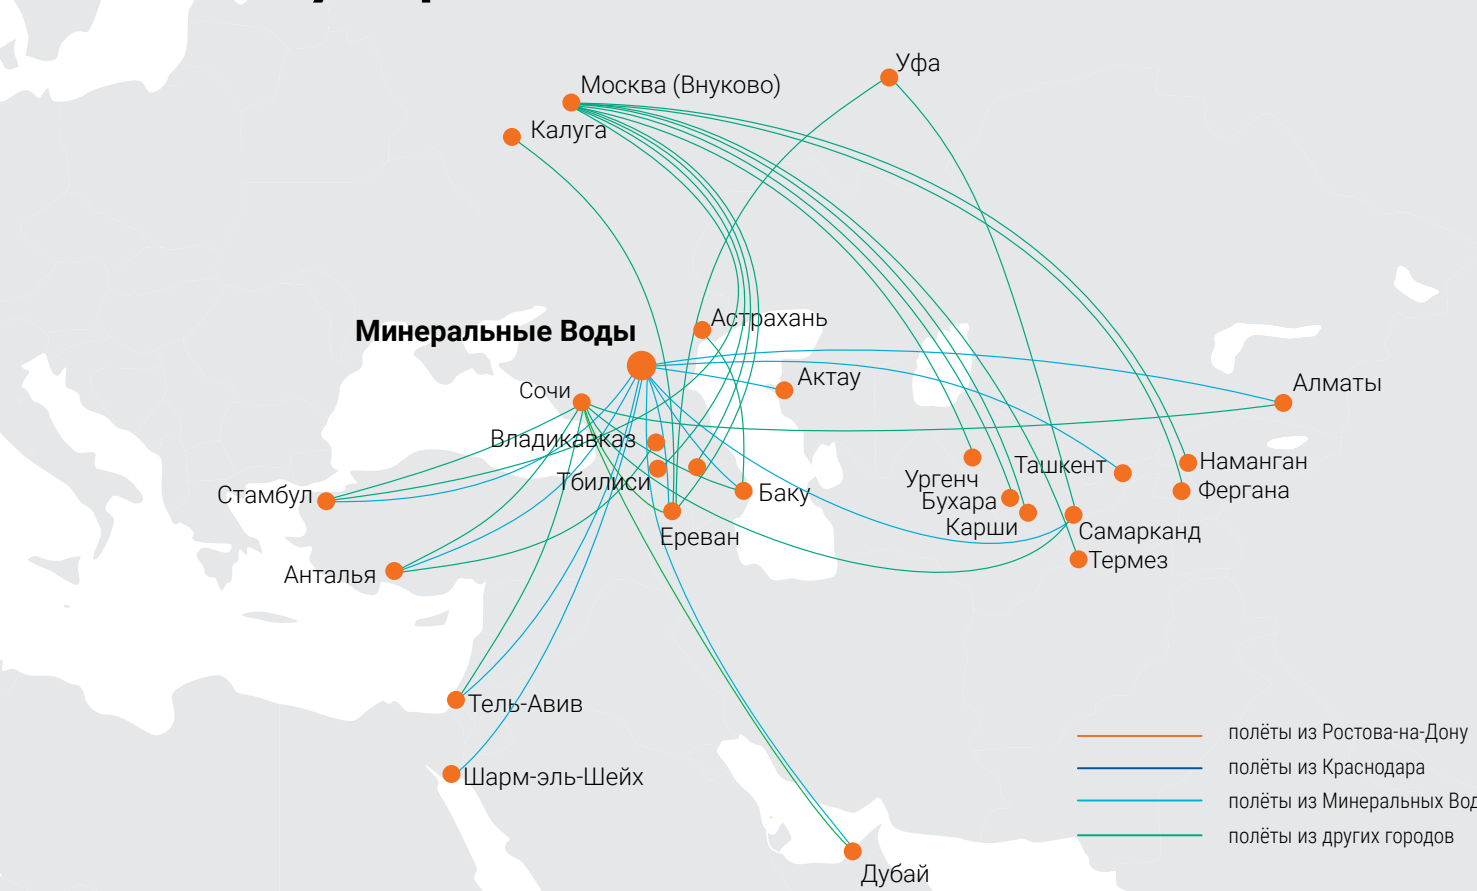 Уфа
Москва (Внуково)
Калуга
Астрахань
Минеральные Воды
Актау
Сочи
Алматы
Владикавказ
Тбилиси
Ташкент
Наманган
Ургенч
Фергана
Стамбул
Баку
Бухара
Карши
Самарканд
Ереван
Термез
Анталья
Тель-Авив
Шарм-эль-Шейх
Дубай
полёты из Ростова-на-Дону
полёты из Краснодара
полёты из Минеральных Вод
полёты из других городов